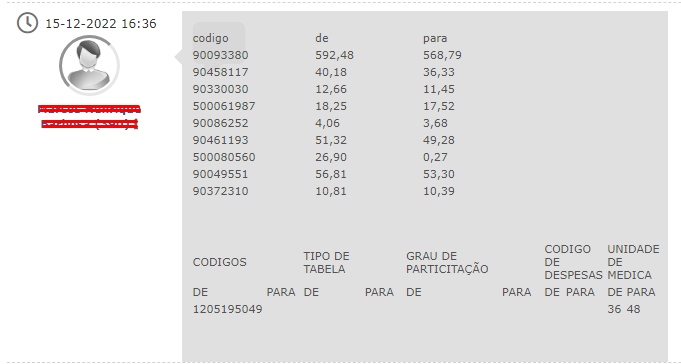 15-12-2022 16:36
codigo de para
90093380 592,48 568,79
90458117 40,18 36,33
90330030 12,66 11,45
500061987 18,25 17,52
90086252 4,06 3,68
90461193 51,32 49,28
500080560 26,90 0,27
90049551 56,81 53,30
90372310 10,81 10,39
CODIGOS TIPO DE TABELA GRAU DE PARTICITAÇÃO CODIGO DE DESPESAS UNIDADE DE MEDICA
DE PARA DE PARA DE PARA DE PARA DE PARA
1205195049 36 48